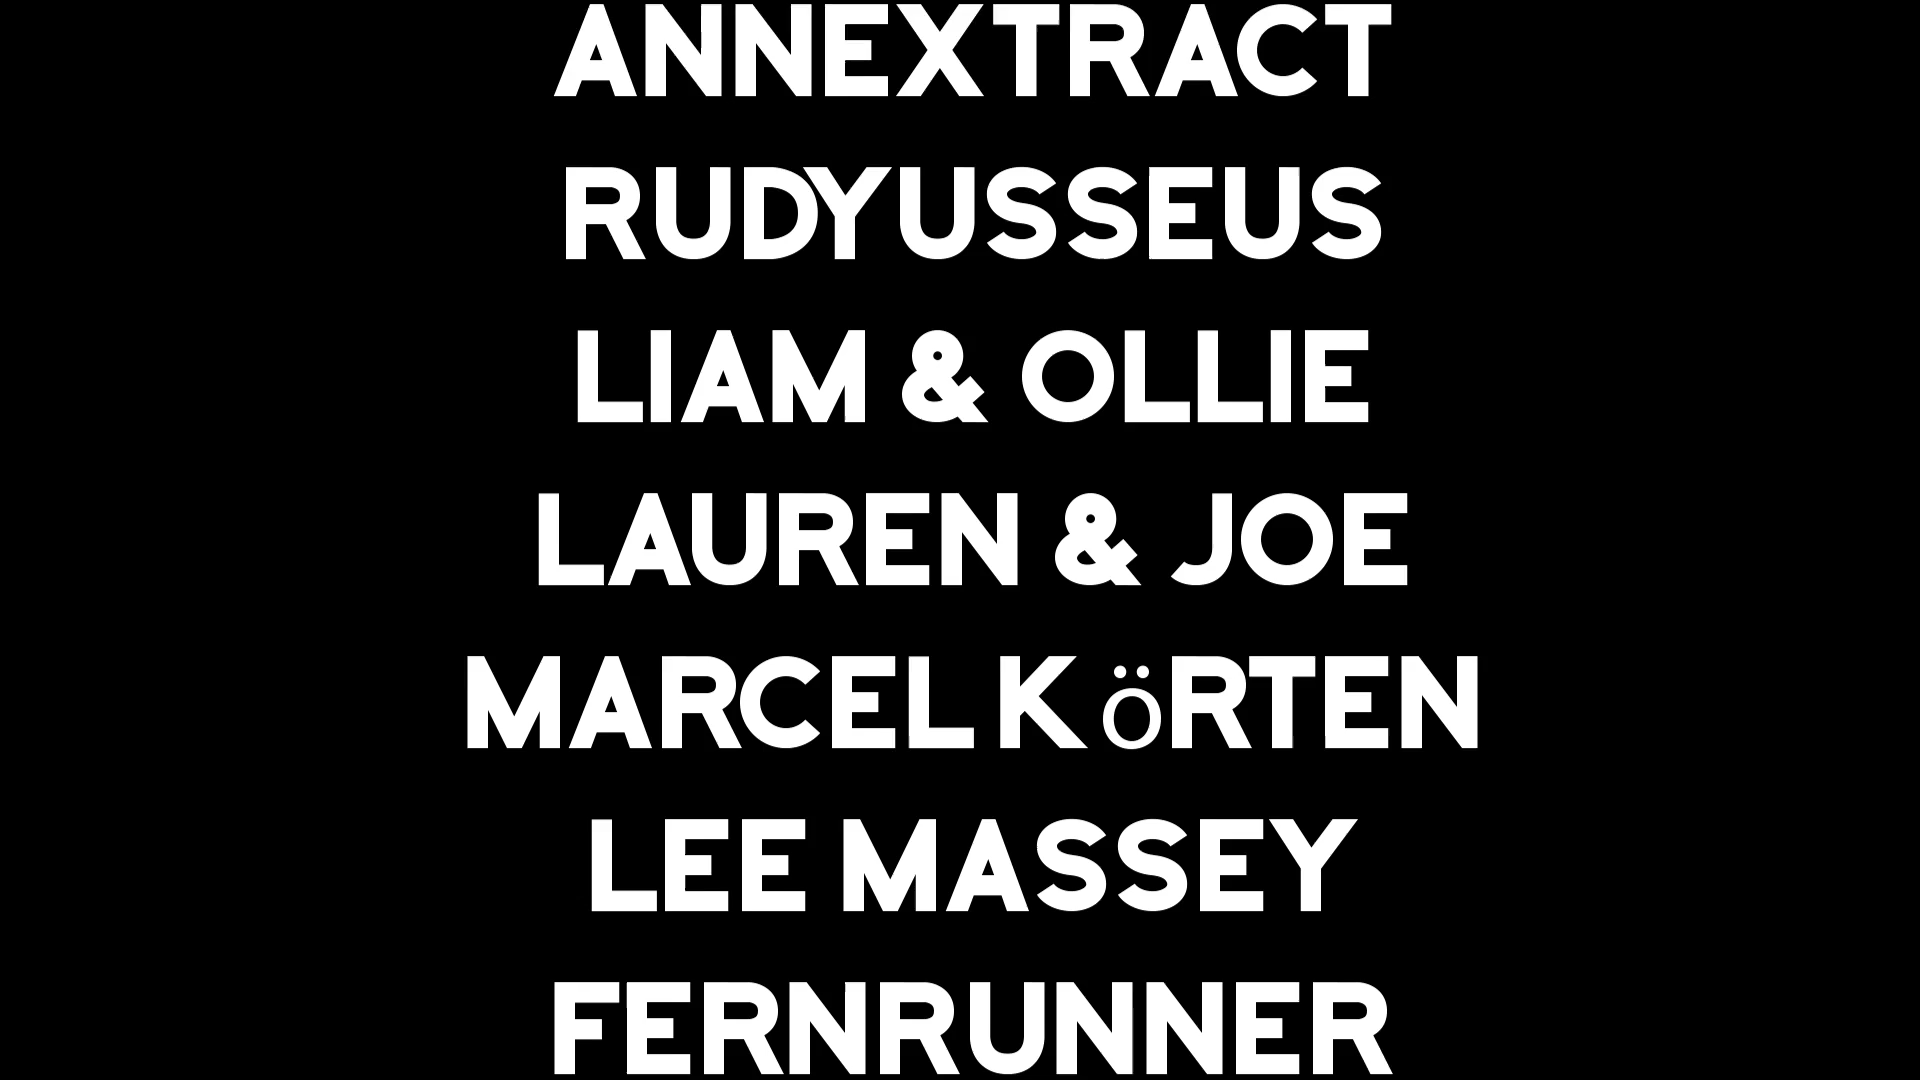 ANNEXTRACT
RUDYUSSEUS
LIAM & OLLIE
LAUREN & JOE
MARCEL KöRTEN
LEE MASSEY
FERNRUNNER